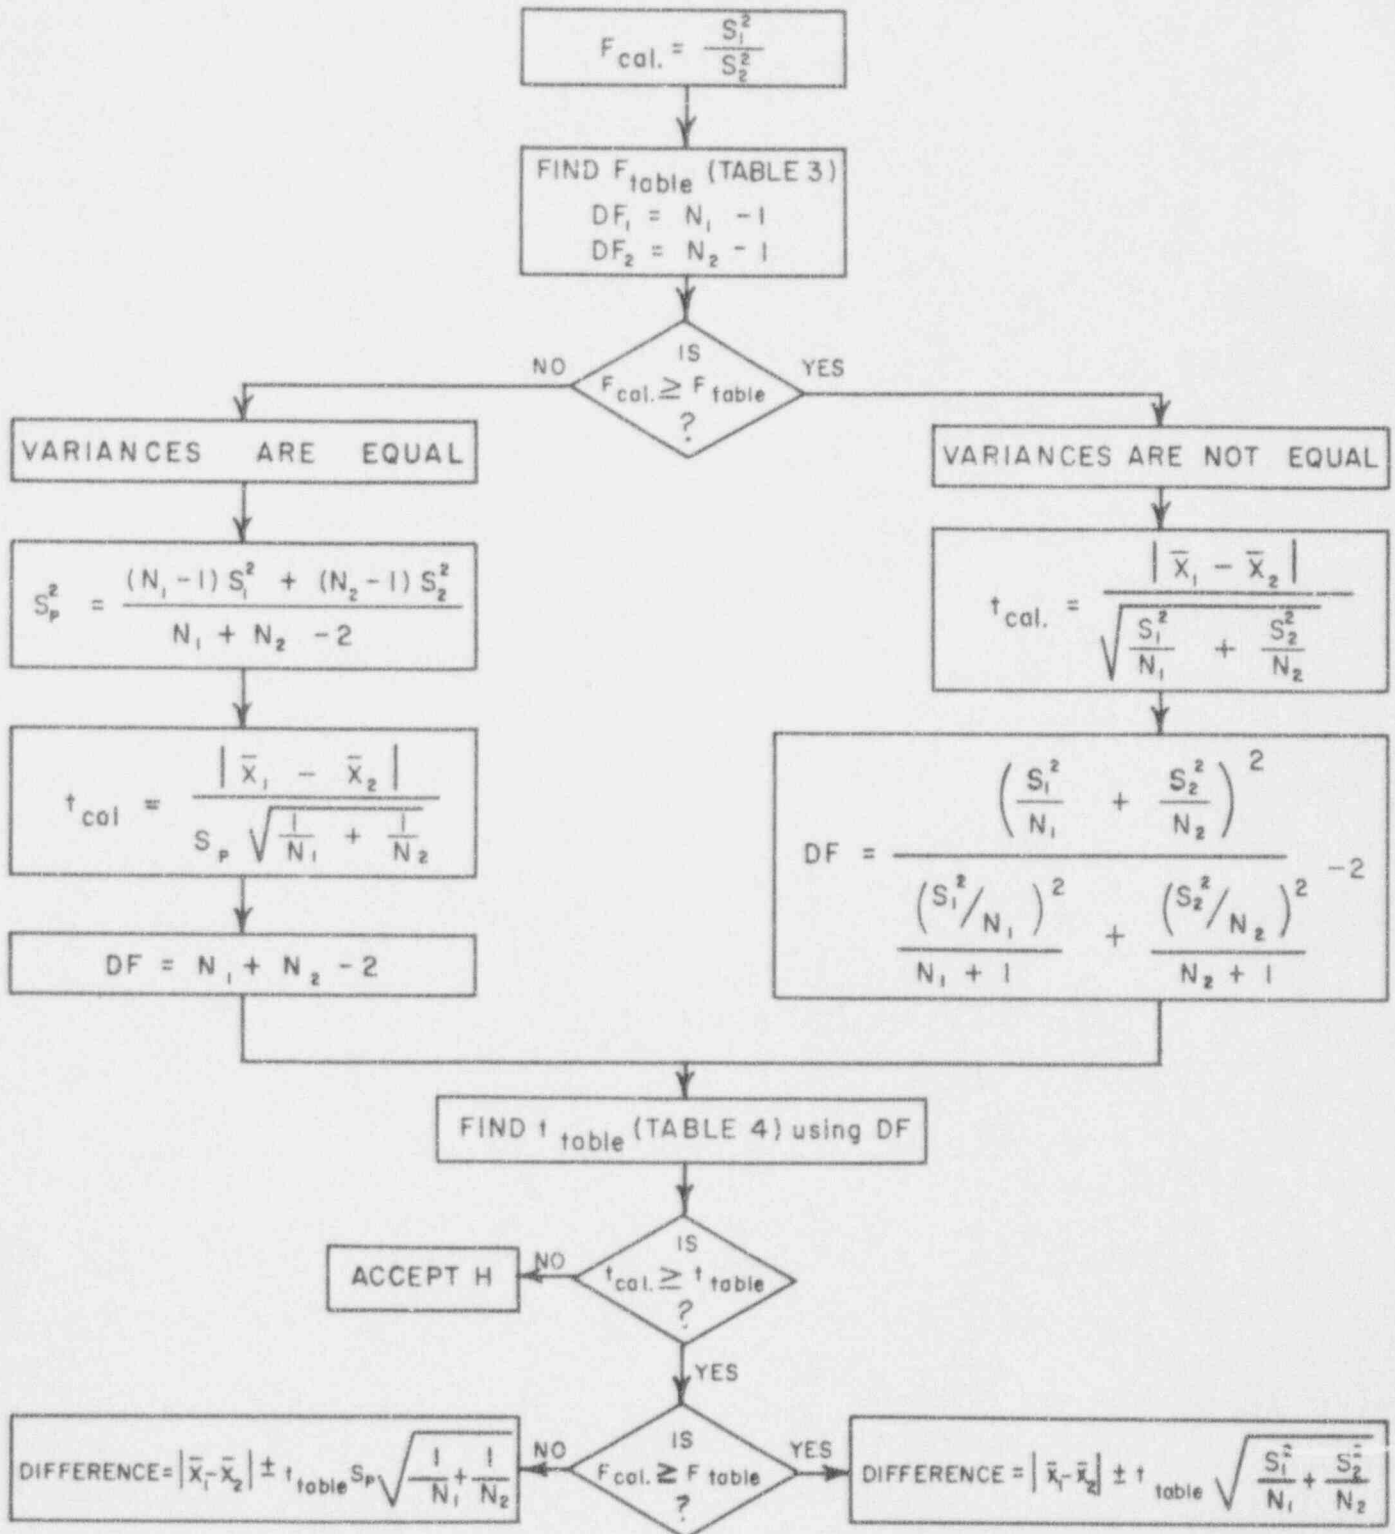 F cal. = S₁² / S₂²
FIND F table (TABLE 3)
DF₁ = N₁ - 1
DF₂ = N₂ - 1
IS
F cal. ≥ F table
?
NO
YES
VARIANCES ARE EQUAL
VARIANCES ARE NOT EQUAL
Sₚ² = ((N₁ - 1) S₁² + (N₂ - 1) S₂²) / (N₁ + N₂ - 2)
t cal. = | x̄₁ - x̄₂ | / √(S₁²/N₁ + S₂²/N₂)
t cal = | x̄₁ - x̄₂ | / (Sₚ √(1/N₁ + 1/N₂))
DF = (S₁²/N₁ + S₂²/N₂)² / ((S₁²/N₁)²/(N₁ + 1) + (S₂²/N₂)²/(N₂ + 1)) - 2
DF = N₁ + N₂ - 2
FIND t table (TABLE 4) using DF
IS
t cal. ≥ t table
?
NO
ACCEPT H
YES
IS
F cal. ≥ F table
?
NO
YES
DIFFERENCE = | x̄₁ - x̄₂ | ± t table Sₚ √(1/N₁ + 1/N₂)
DIFFERENCE = | x̄₁ - x̄₂ | ± t table √(S₁²/N₁ + S₂²/N₂)